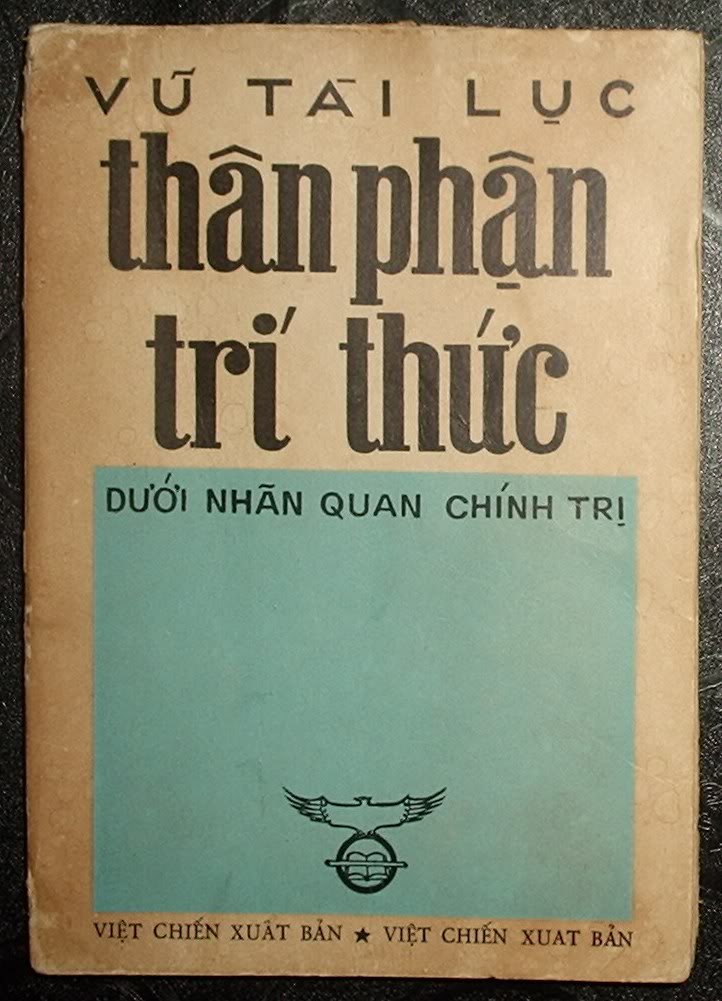 VŨ TÀI LỤC
thân phận
trí thức
DƯỚI NHÃN QUAN CHÍNH TRỊ
VIỆT CHIẾN XUẤT BẢN ★ VIỆT CHIẾN XUAT BẢN